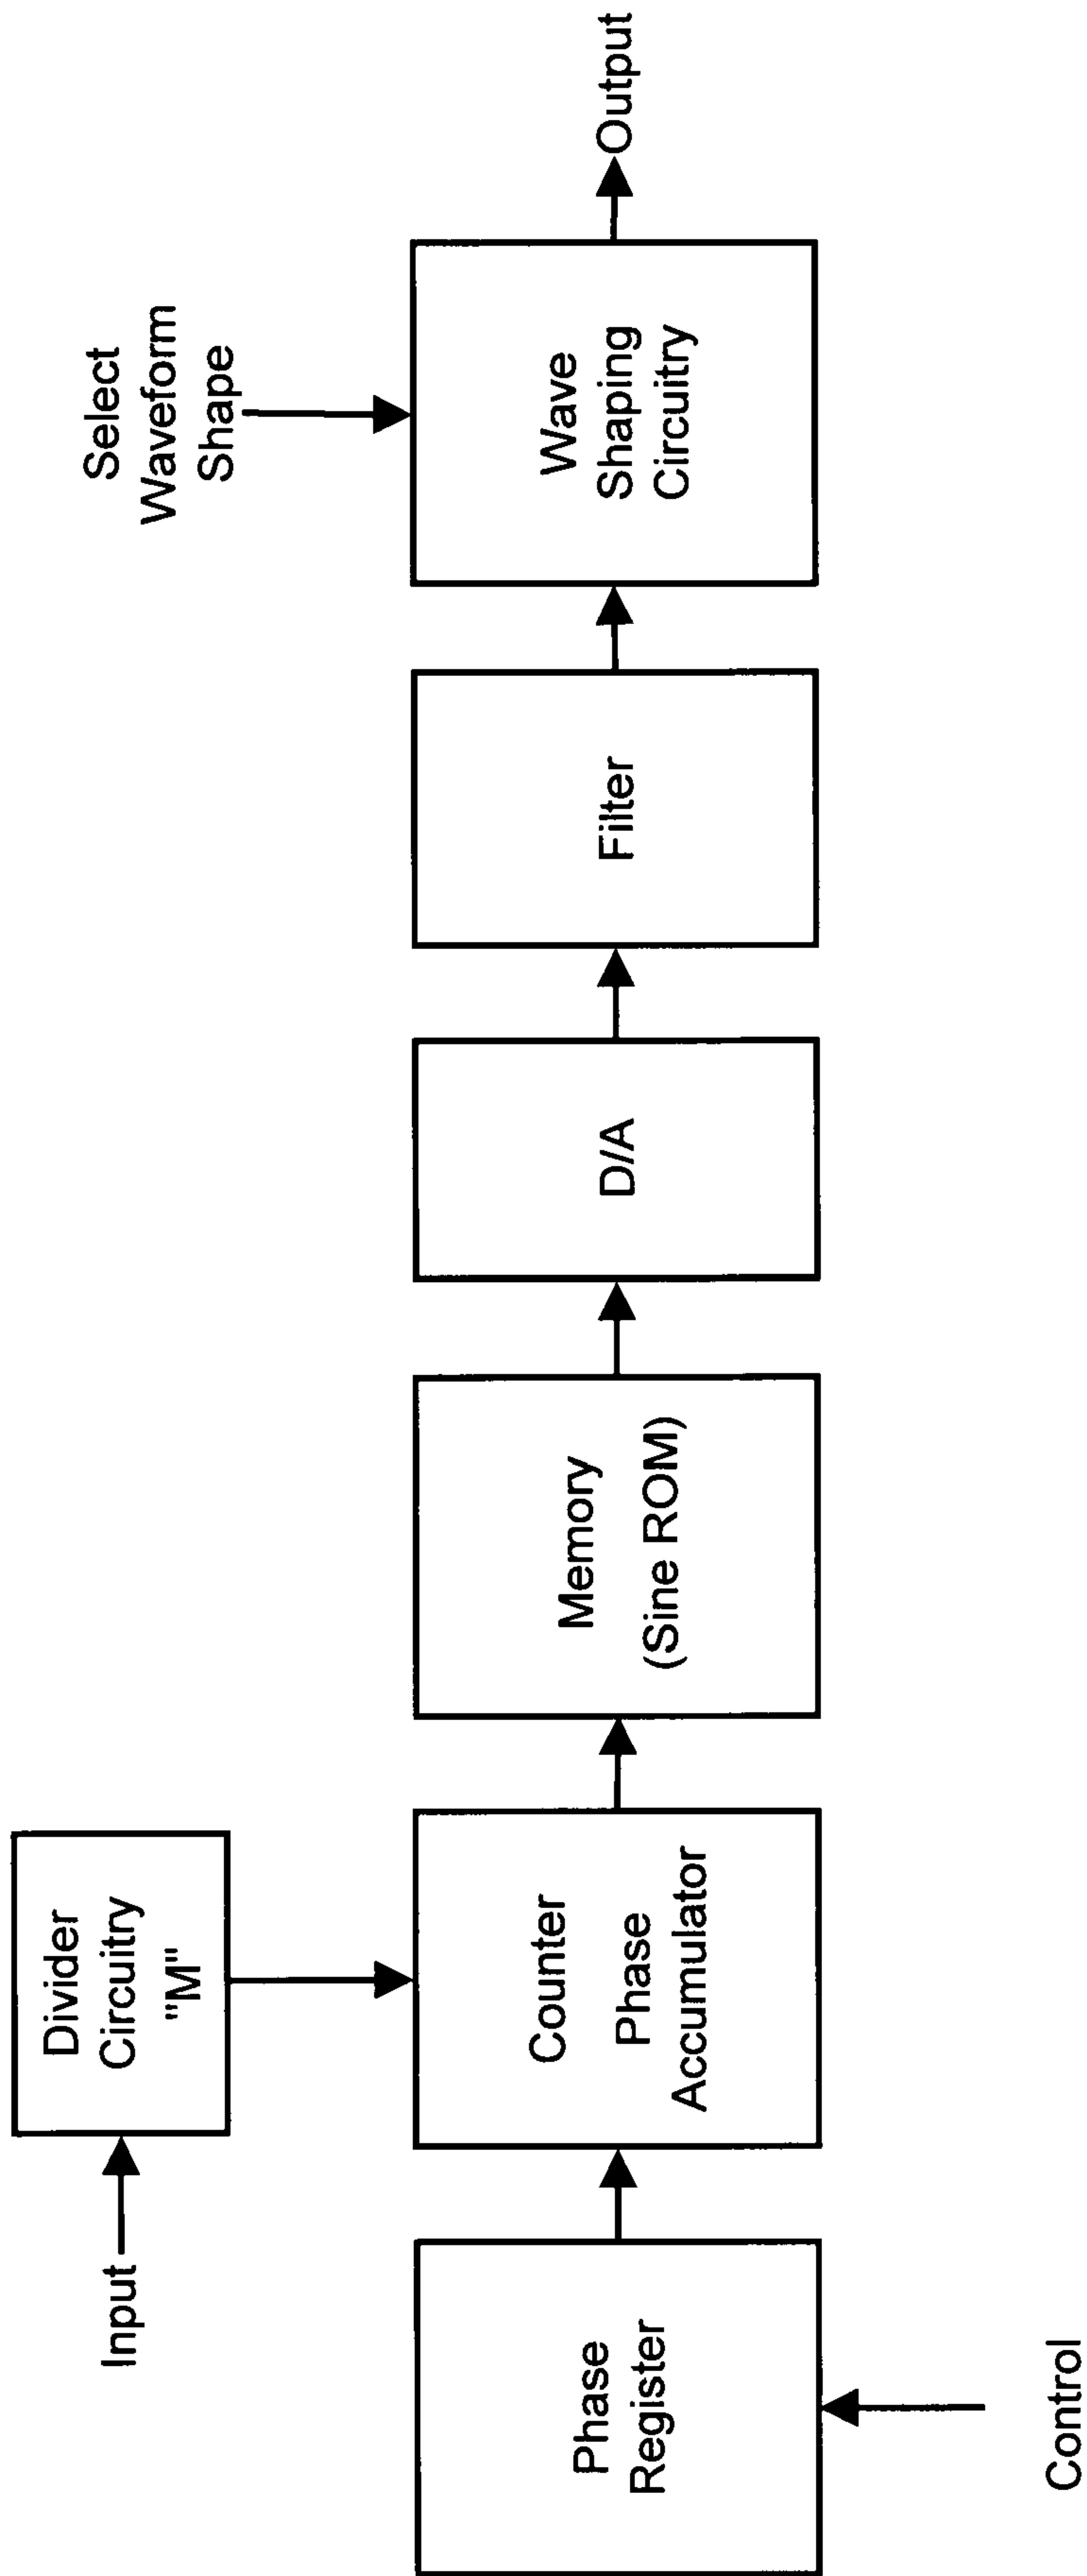 Input
Divider
Circuitry
"M"
Select
Waveform
Shape
Phase
Register
Counter
Phase
Accumulator
Memory
(Sine ROM)
D/A
Filter
Wave
Shaping
Circuitry
Output
Control